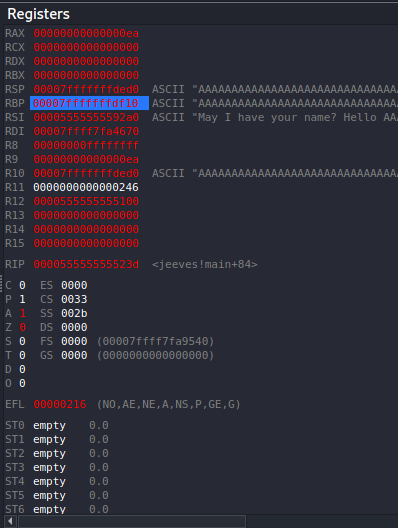 Registers
RAX 00000000000000ea
RCX 0000000000000000
RDX 0000000000000000
RBX 0000000000000000
RSP 00007fffffffded0 ASCII "AAAAAAAAAAAAAAAAAAAAAAAAAAAAAA
RBP 00007fffffffdf10 ASCII "AAAAAAAAAAAAAAAAAAAAAAAAAAAAAA
RSI 00005555555592a0 ASCII "May I have your name? Hello AAA
RDI 00007ffff7fa4670
R8 00000000ffffffff
R9 00000000000000ea
R10 00007fffffffded0 ASCII "AAAAAAAAAAAAAAAAAAAAAAAAAAAAAA
R11 0000000000000246
R12 0000555555555100
R13 0000000000000000
R14 0000000000000000
R15 0000000000000000
RIP 000055555555523d <jeeves!main+84>
C 0 ES 0000
P 1 CS 0033
A 1 SS 002b
Z 0 DS 0000
S 0 FS 0000 (00007ffff7fa9540)
T 0 GS 0000 (0000000000000000)
D 0
O 0
EFL 00000216 (NO,AE,NE,A,NS,P,GE,G)
ST0 empty 0.0
ST1 empty 0.0
ST2 empty 0.0
ST3 empty 0.0
ST4 empty 0.0
ST5 empty 0.0
ST6 empty 0.0